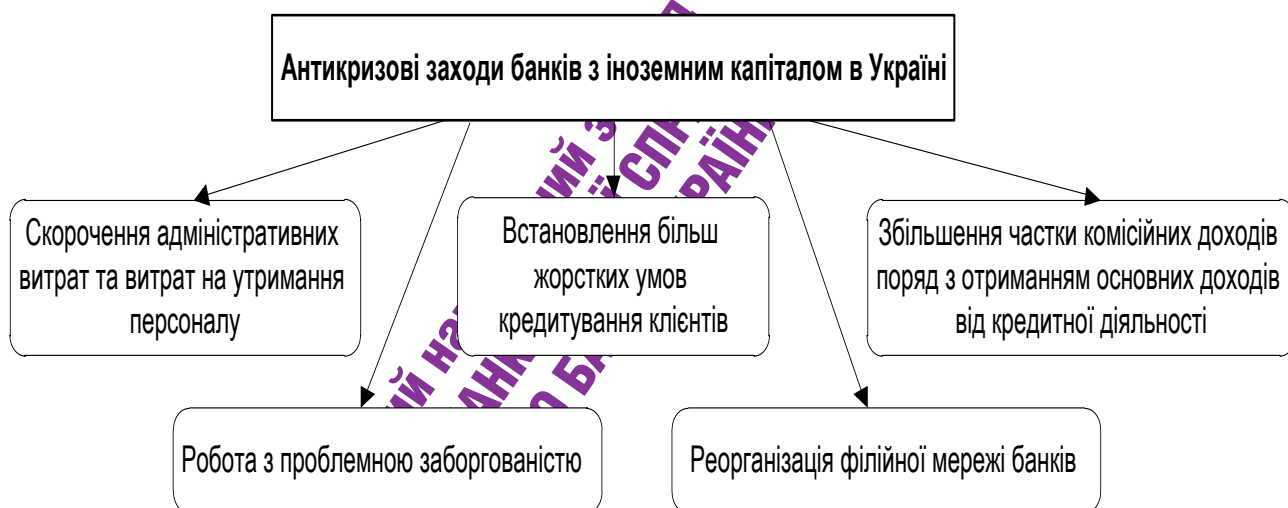 Антикризові заходи банків з іноземним капіталом в Україні
Скорочення адміністративних
витрат та витрат на утримання
персоналу
Встановлення більш
жорстких умов
кредитування клієнтів
Збільшення частки комісійних доходів
поряд з отриманням основних доходів
від кредитної діяльності
Робота з проблемною заборгованістю
Реорганізація філійної мережі банків